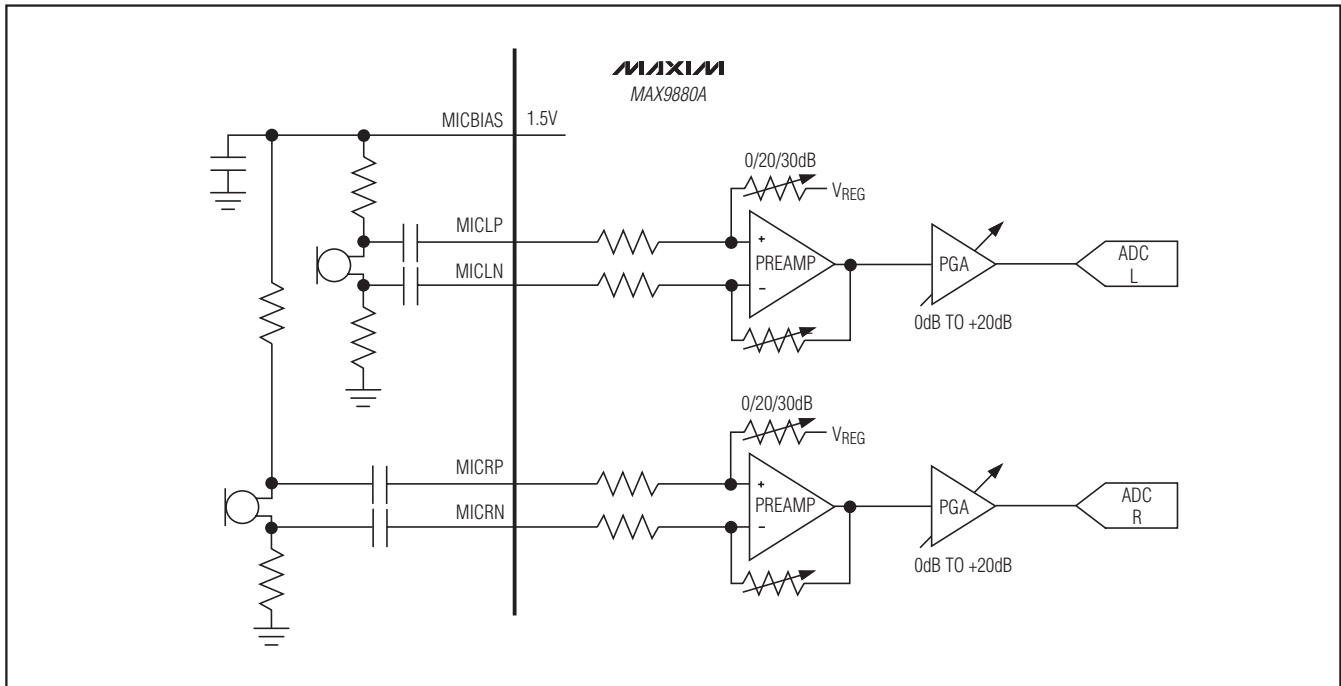 MAXIM
MAX9880A
MICBIAS 1.5V
0/20/30dB
VREG
MICLP
+
PREAMP
MICLN
−
PGA
ADC
L
0dB TO +20dB
0/20/30dB
VREG
MICRP
+
PREAMP
MICRN
−
PGA
ADC
R
0dB TO +20dB